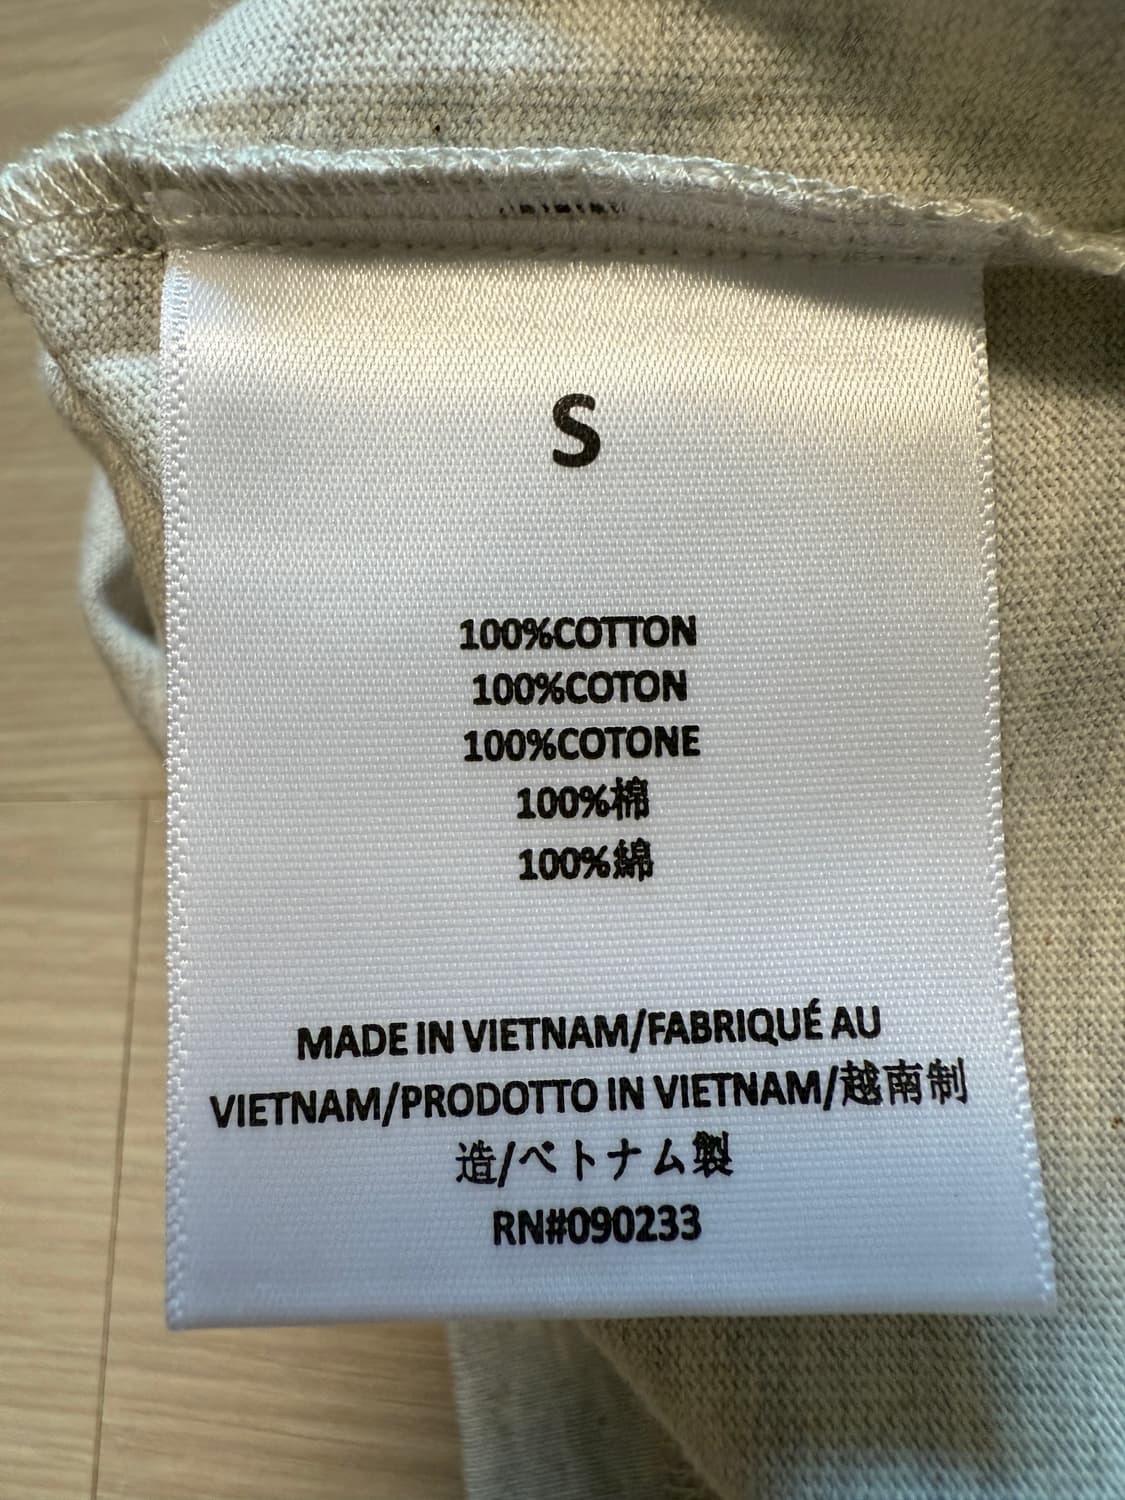 S
100%COTTON
100%COTON
100%COTONE
100%棉
100%綿
MADE IN VIETNAM/FABRIQUÉ AU
VIETNAM/PRODOTTO IN VIETNAM/越南制
造/ベトナム製
RN#090233